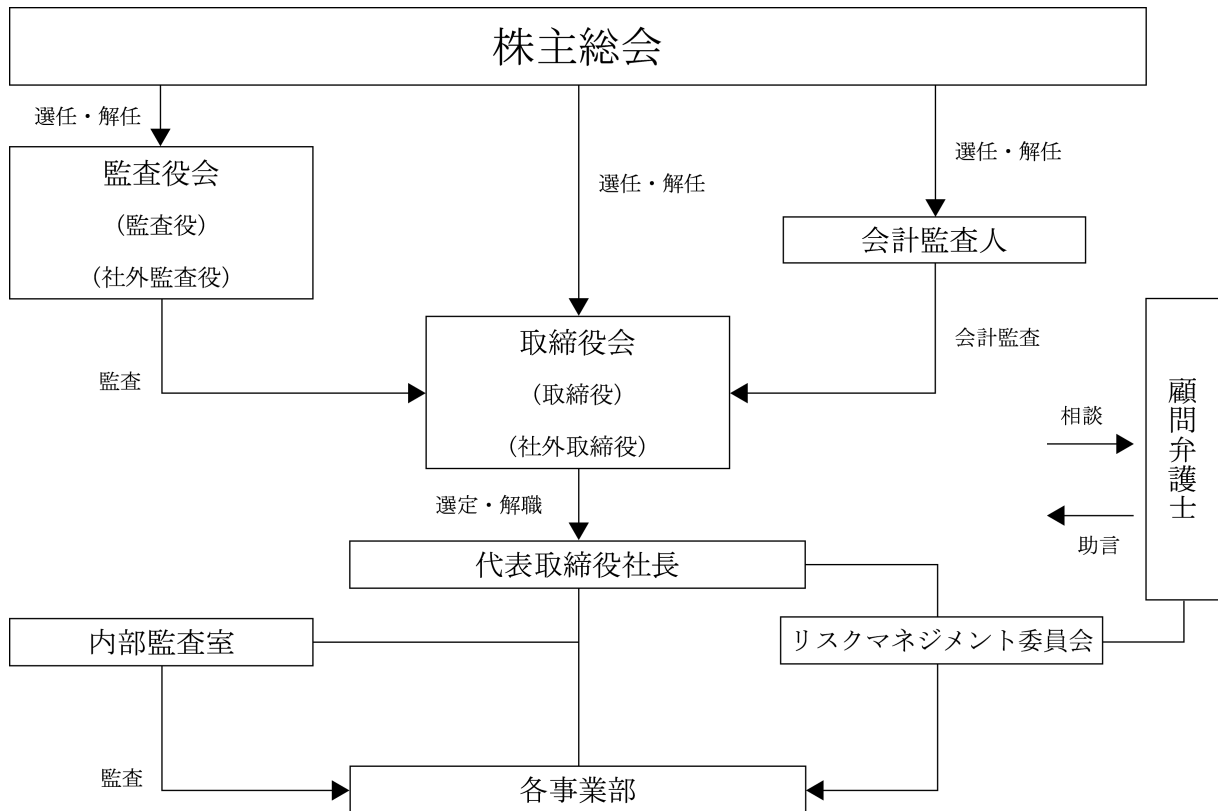 株主総会
選任・解任
監査役会
（監査役）
（社外監査役）
選任・解任
選任・解任
会計監査人
監査
取締役会
（取締役）
（社外取締役）
会計監査
相談
助言
顧問弁護士
選定・解職
代表取締役社長
内部監査室
リスクマネジメント委員会
監査
各事業部